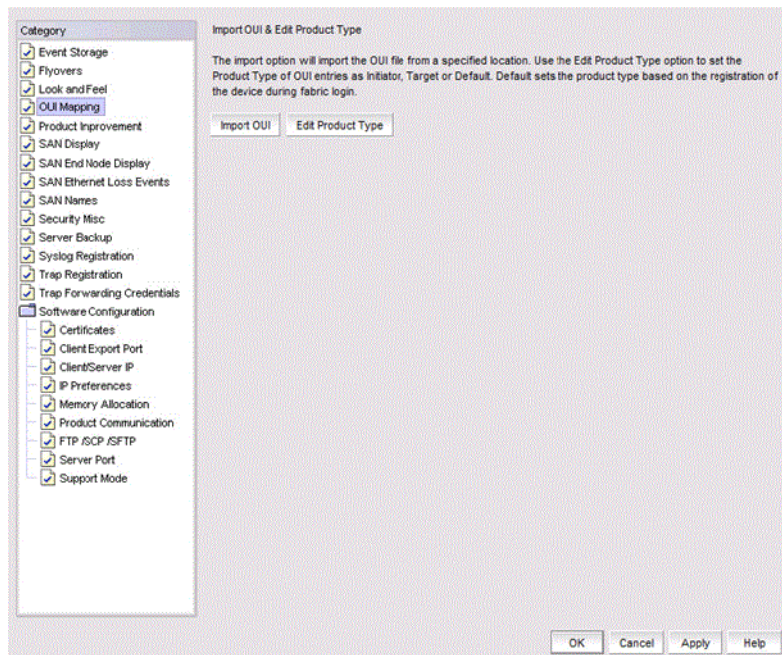 Category
Event Storage
Flyovers
Look and Feel
OUI Mapping
Product Inprovement
SAN Display
SAN End Node Display
SAN Ethernet Loss Events
SAN Names
Security Misc
Server Backup
Syslog Registration
Trap Registration
Trap Forwarding Credentials
Software Configuration
Certificates
Client Export Port
Client/Server IP
IP Preferences
Memory Allocation
Product Communication
FTP /SCP /SFTP
Server Port
Support Mode
Import OUI & Edit Product Type
The import option will import the OUI file from a specified location. Use the Edit Product Type option to set the
Product Type of OUI entries as Initiator, Target or Default. Default sets the product type based on the registration of
the device during fabric login.
Import OUI Edit Product Type
OK Cancel Apply Help